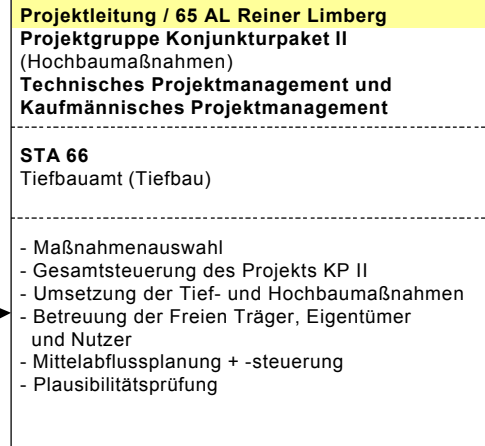 Projektleitung / 65 AL Reiner Limberg
Projektgruppe Konjunkturpaket II
(Hochbaumaßnahmen)
Technisches Projektmanagement und
Kaufmännisches Projektmanagement
STA 66
Tiefbauamt (Tiefbau)
- Maßnahmenauswahl
- Gesamtsteuerung des Projekts KP II
- Umsetzung der Tief- und Hochbaumaßnahmen
- Betreuung der Freien Träger, Eigentümer
und Nutzer
- Mittelabflussplanung + -steuerung
- Plausibilitätsprüfung